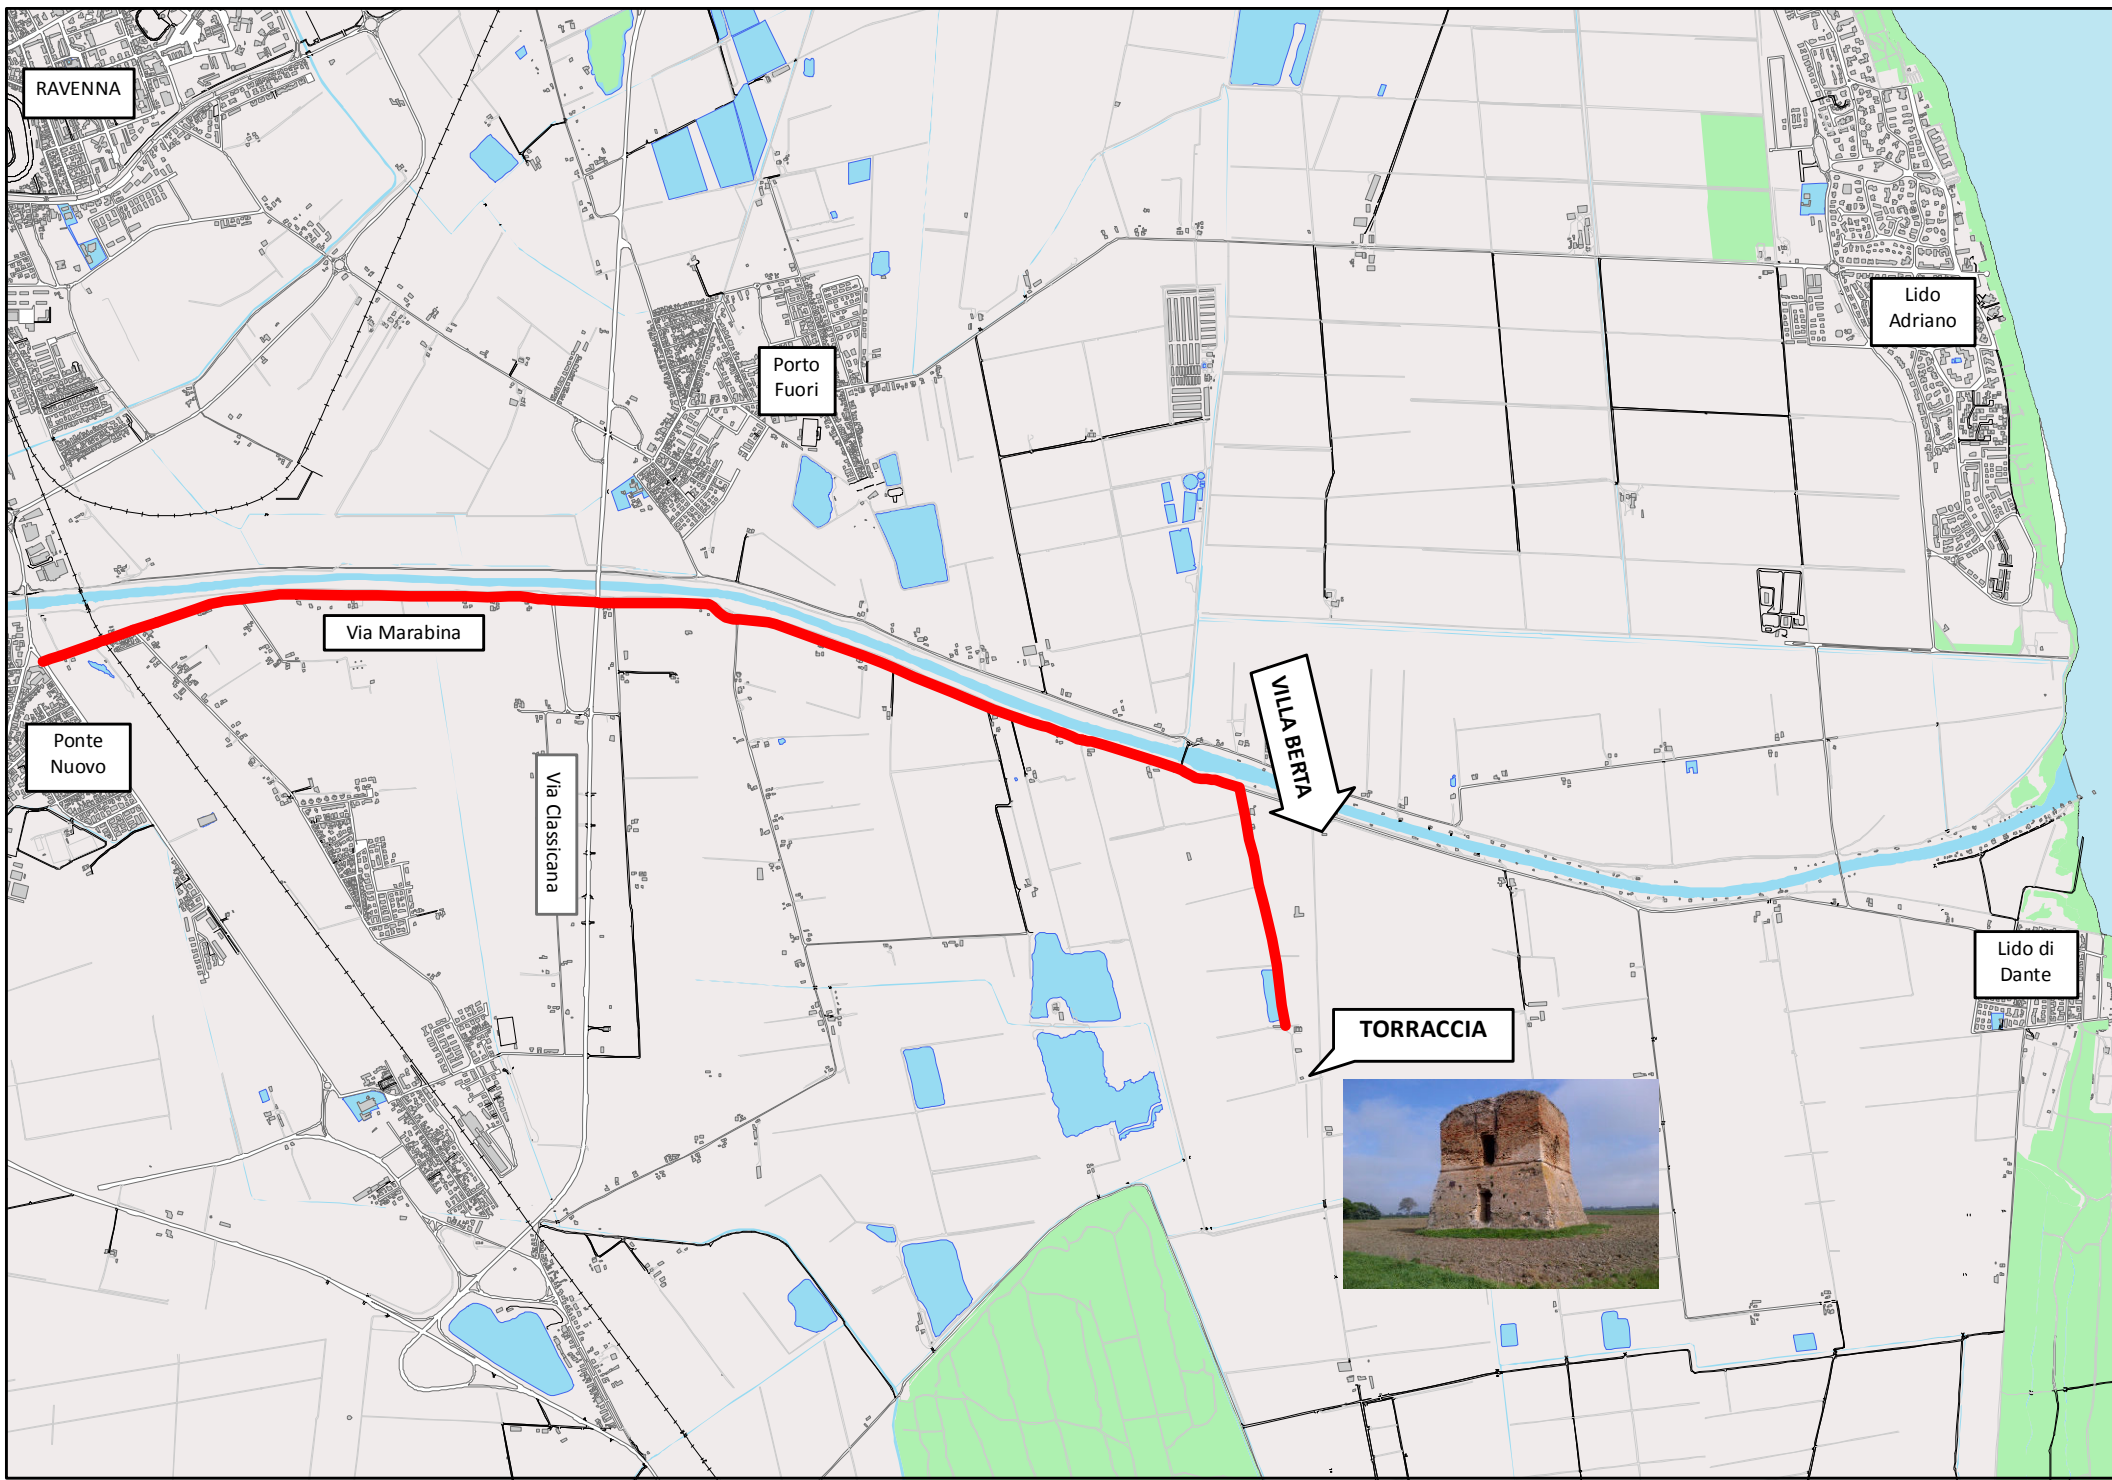 RAVENNA
Lido
Adriano
Porto
Fuori
Via Marabina
VILLA BERTA
Ponte
Nuovo
Via Classicana
Lido di
Dante
TORRACCIA